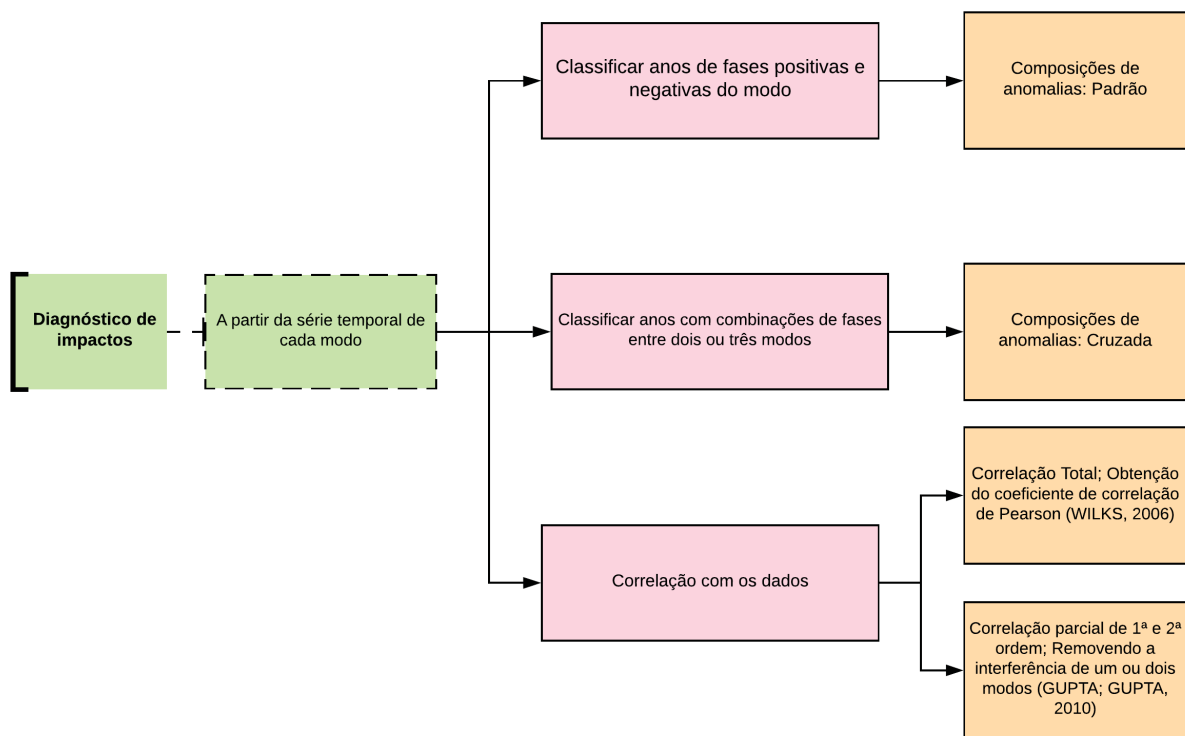 Classificar anos de fases positivas e
negativas do modo
Composições de
anomalias: Padrão
Diagnóstico de
impactos
A partir da série temporal de
cada modo
Classificar anos com combinações de fases
entre dois ou três modos
Composições de
anomalias: Cruzada
Correlação com os dados
Correlação Total; Obtenção
do coeficiente de correlação
de Pearson (WILKS, 2006)
Correlação parcial de 1ª e 2ª
ordem; Removendo a
interferência de um ou dois
modos (GUPTA; GUPTA,
2010)